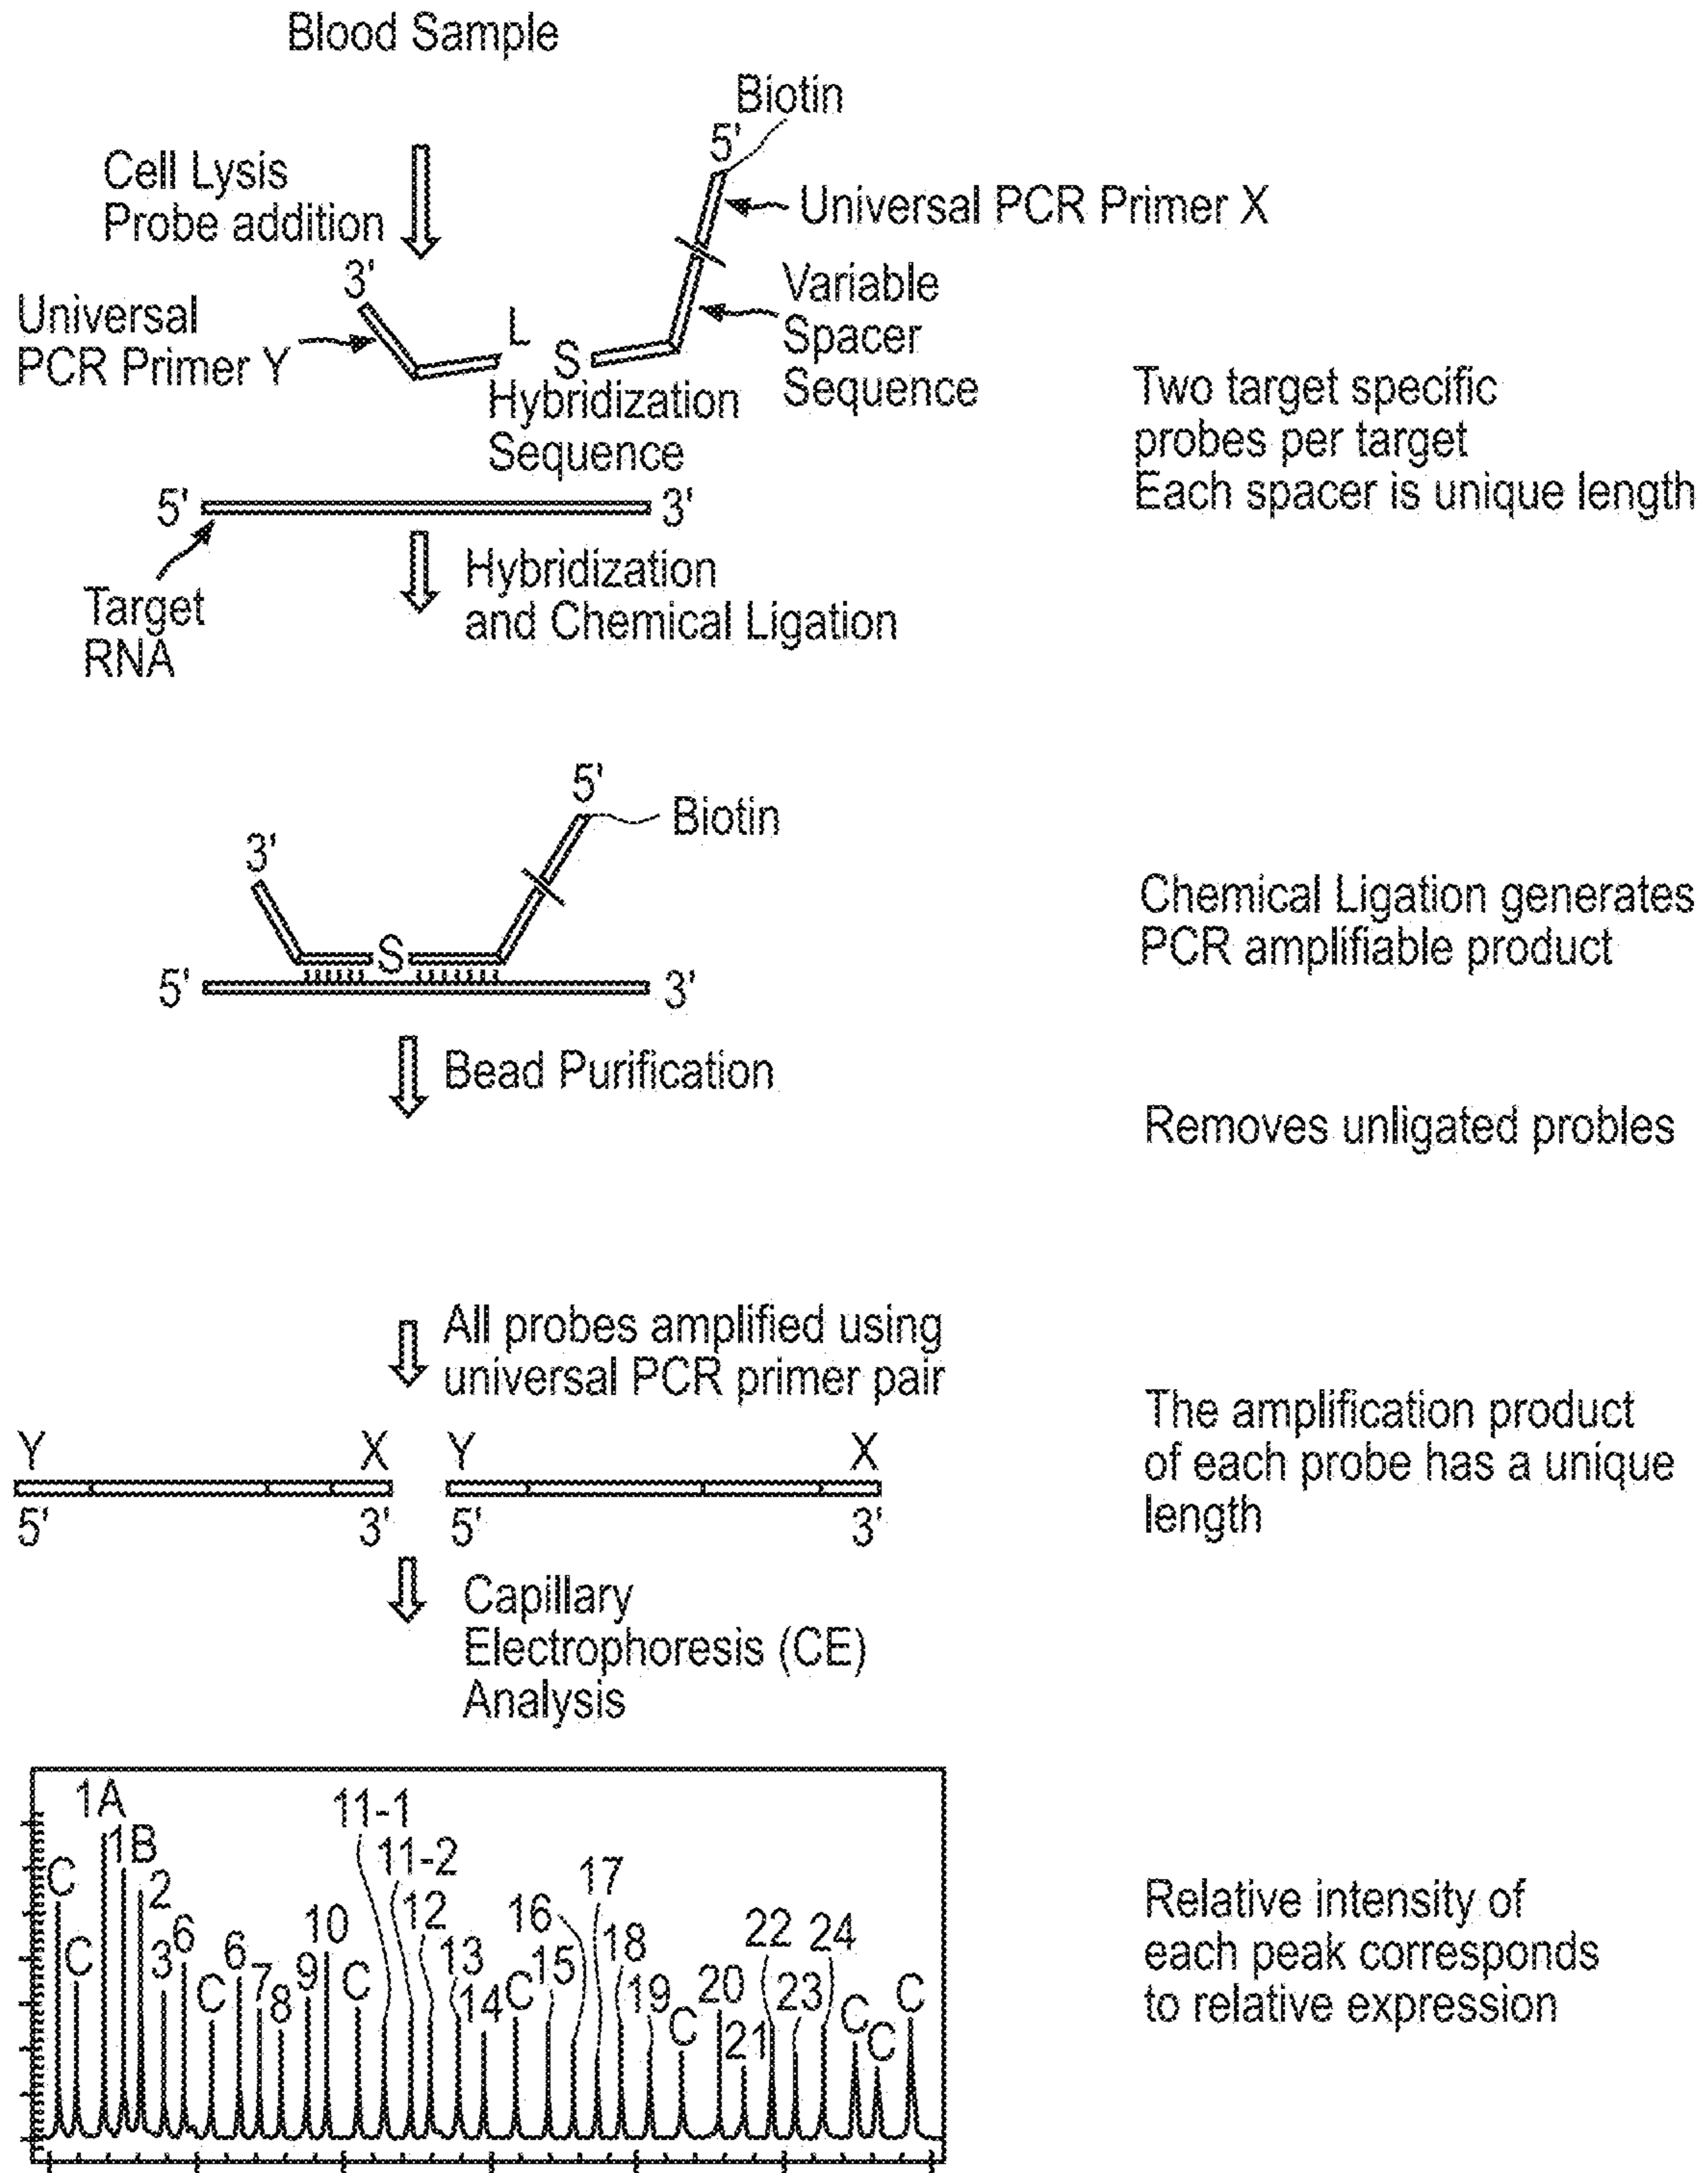 Blood Sample
Biotin
5'
Cell Lysis
Probe addition
Universal PCR Primer X
3'
Universal
PCR Primer Y
L
S
Variable
Spacer
Sequence
Hybridization
Sequence
Two target specific
probes per target
Each spacer is unique length
5'
3'
Target
RNA
Hybridization
and Chemical Ligation
5'
Biotin
3'
S
5'
3'
Chemical Ligation generates
PCR amplifiable product
Bead Purification
Removes unligated probles
All probes amplified using
universal PCR primer pair
Y X Y X
5' 3' 5' 3'
The amplification product
of each probe has a unique
length
Capillary
Electrophoresis (CE)
Analysis
C
C
1A
1B
2
3
6
C
6
7
8
9
10
C
11-1
11-2
12
13
14
C
15
16
17
18
19
C
20
21
22
23
24
C
C
C
Relative intensity of
each peak corresponds
to relative expression